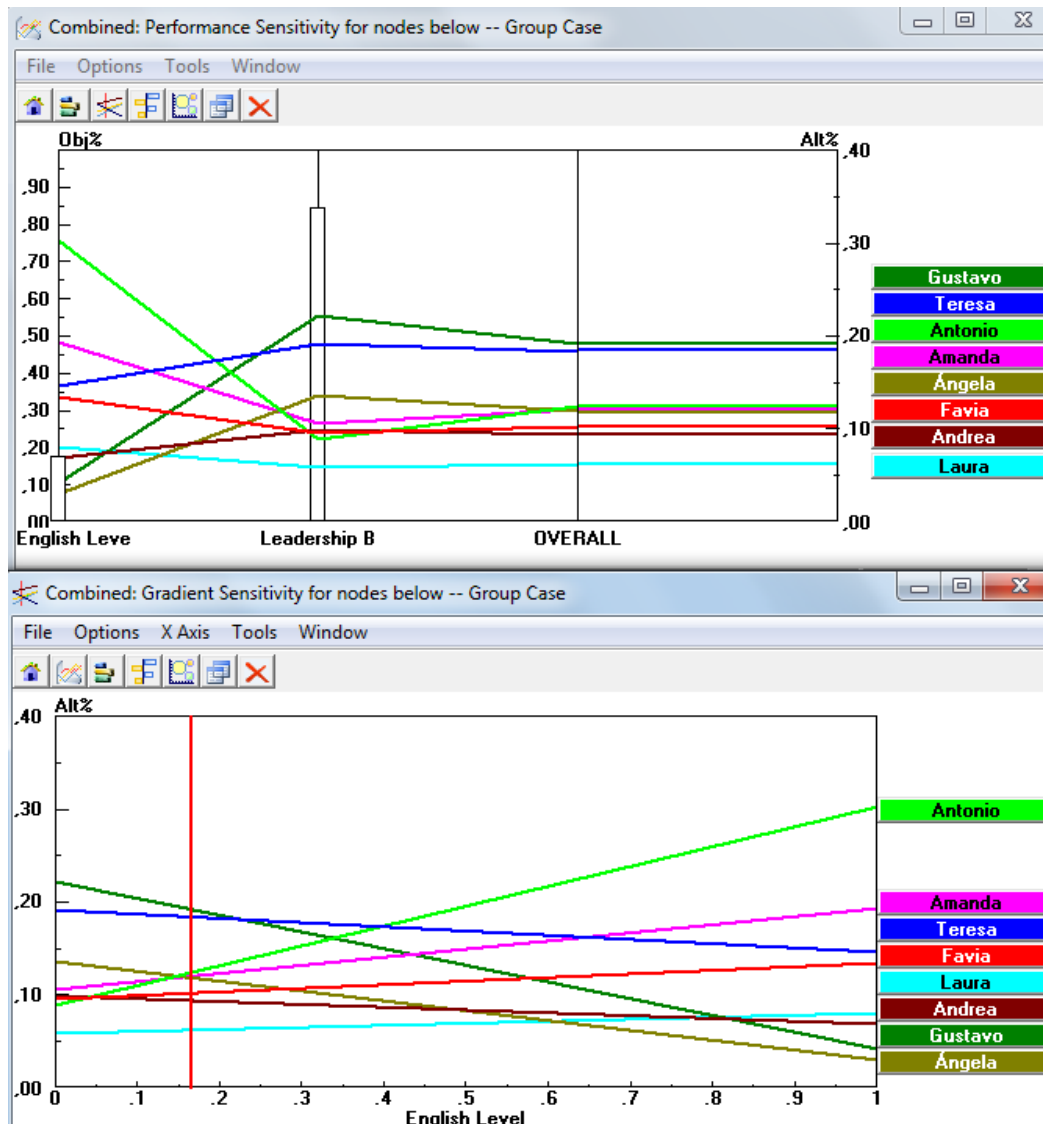 Combined: Performance Sensitivity for nodes below -- Group Case
File Options Tools Window
Obj% Alt%
,40
,90
,80
,30
,70
,60
,50
,20
,40
,30
,20
,10
,10
,00
,00
Gustavo
Teresa
Antonio
Amanda
Ángela
Favia
Andrea
Laura
English Leve Leadership B OVERALL
Combined: Gradient Sensitivity for nodes below -- Group Case
File Options X Axis Tools Window
Alt%
,40
,30
,20
,10
,00
0 .1 .2 .3 .4 .5 .6 .7 .8 .9 1
English Level
Antonio
Amanda
Teresa
Favia
Laura
Andrea
Gustavo
Ángela